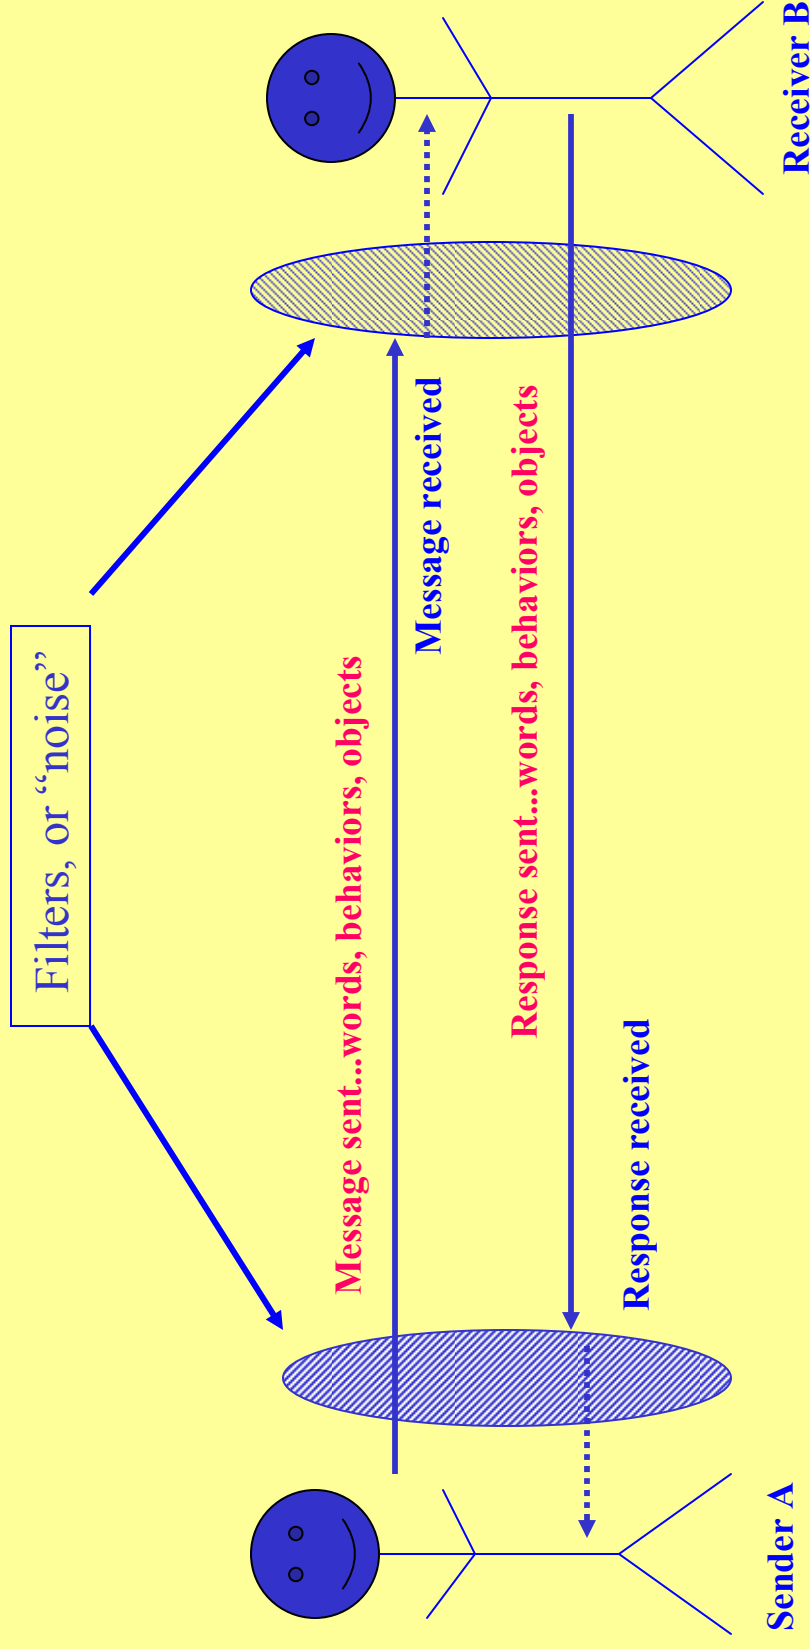 Filters, or “noise”
Message sent...words, behaviors, objects
Message received
Response sent...words, behaviors, objects
Response received
Sender A
Receiver B